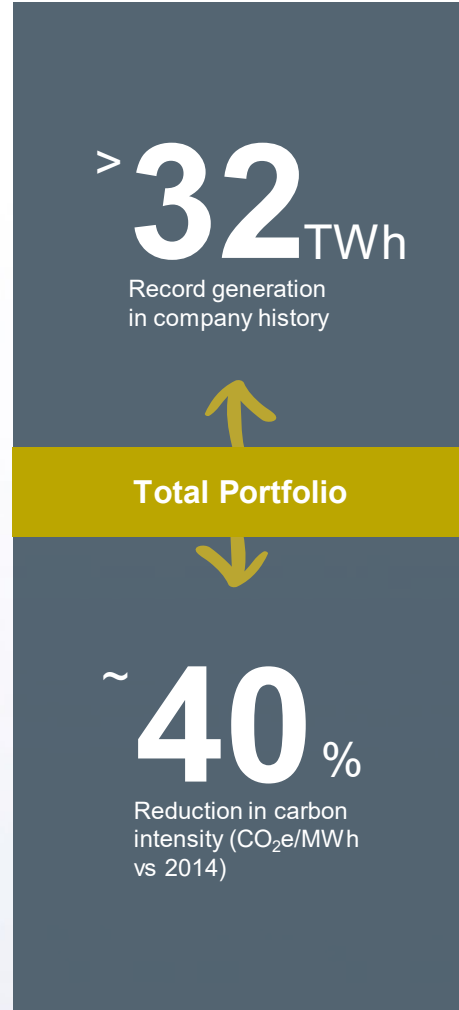 >32TWh
Record generation
in company history
Total Portfolio
~40%
Reduction in carbon
intensity (CO₂e/MWh
vs 2014)